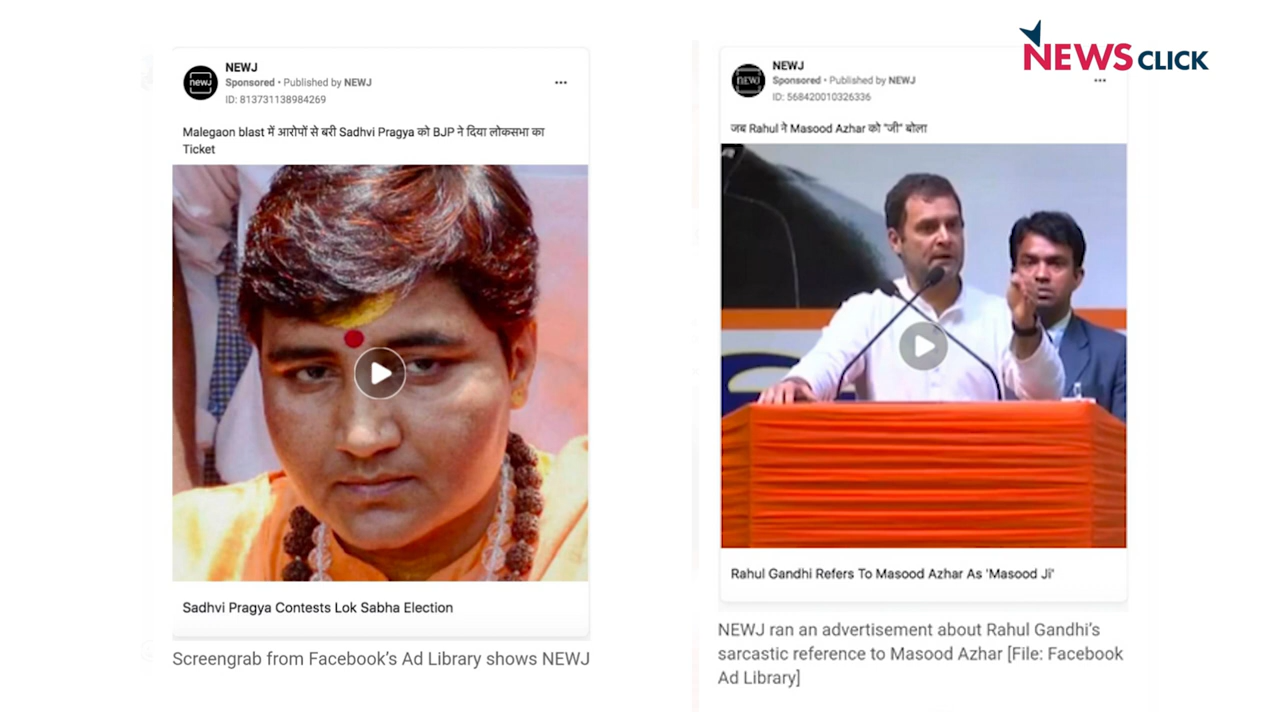 NEWS CLICK
newj
NEWJ
Sponsored • Published by NEWJ
ID: 813731138984269
Malegaon blast में आरोपों से बरी Sadhvi Pragya को BJP ने दिया लोकसभा का
Ticket
Sadhvi Pragya Contests Lok Sabha Election
Screengrab from Facebook’s Ad Library shows NEWJ
NEWJ
NEWJ
Sponsored • Published by NEWJ
ID: 568420010326336
जब Rahul ने Masood Azhar को "जी" बोला
Rahul Gandhi Refers To Masood Azhar As 'Masood Ji'
NEWJ ran an advertisement about Rahul Gandhi’s
sarcastic reference to Masood Azhar [File: Facebook
Ad Library]